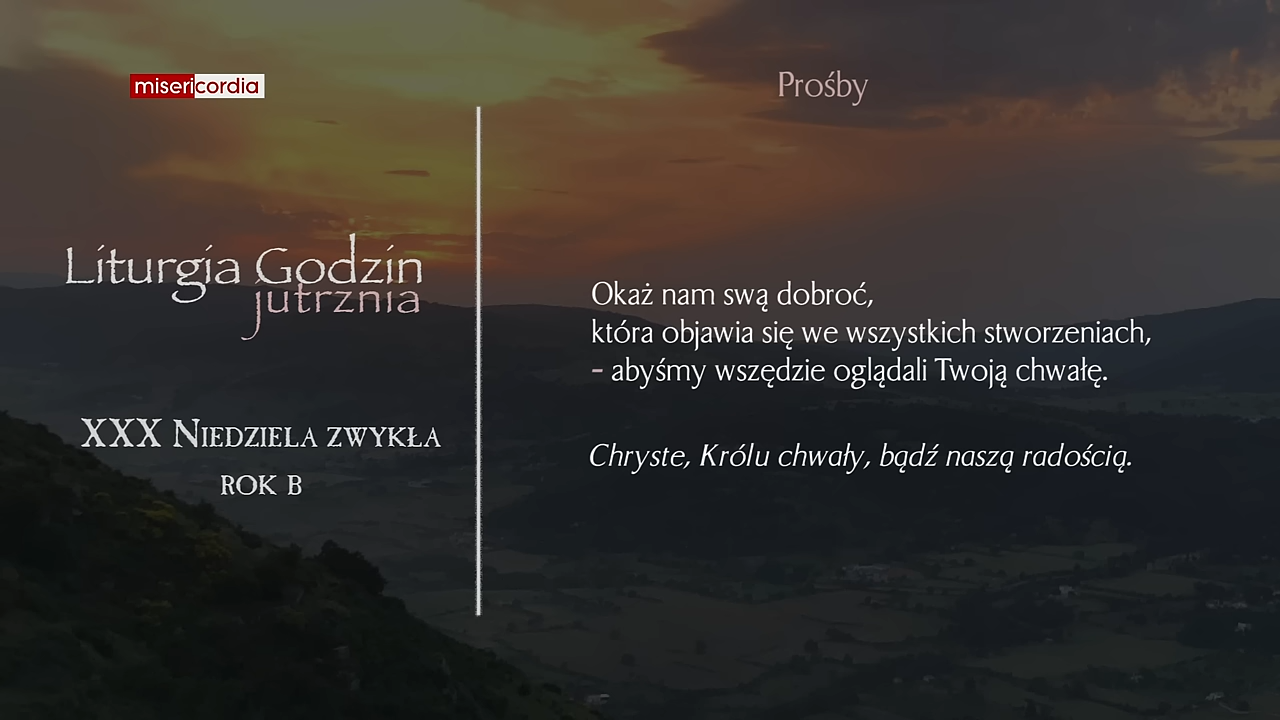 misericordia
Liturgia Godzin
jutrznia
XXX Niedziela zwykła
rok B
Prośby
Okaż nam swą dobroć,
która objawia się we wszystkich stworzeniach,
- abyśmy wszędzie oglądali Twoją chwałę.
Chryste, Królu chwały, bądź naszą radością.